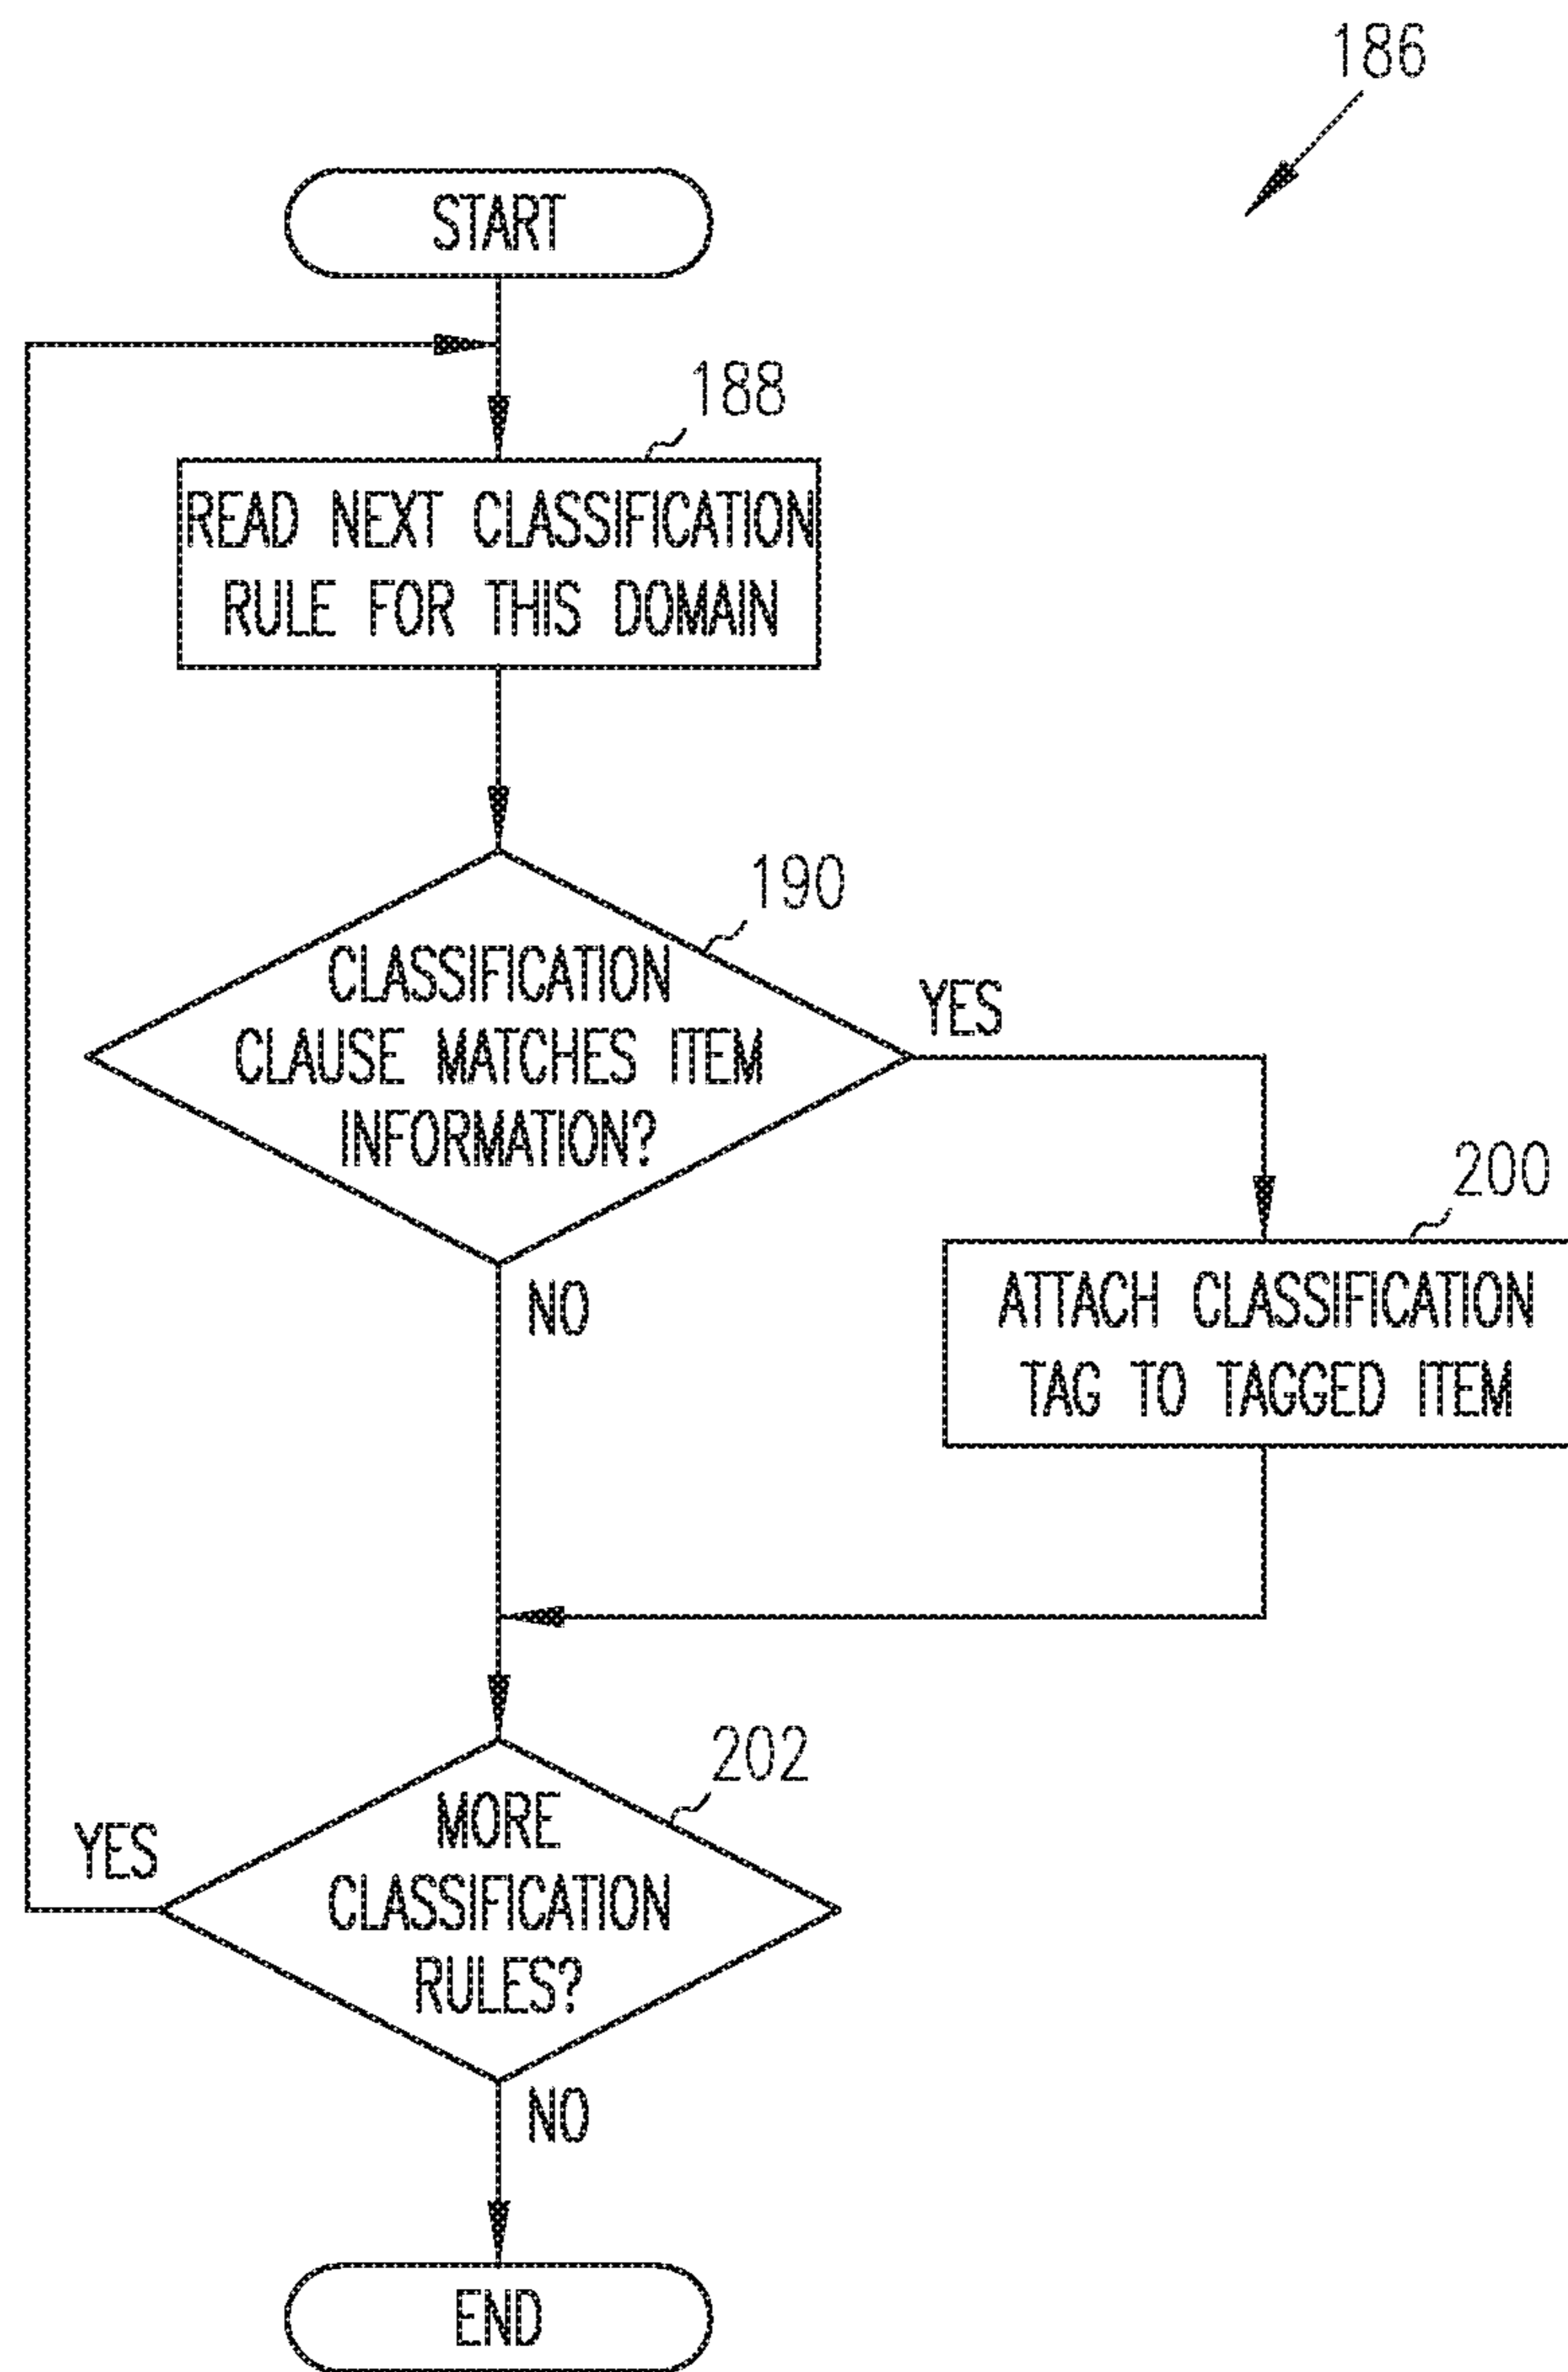 186
START
188
READ NEXT CLASSIFICATION
RULE FOR THIS DOMAIN
190
CLASSIFICATION
CLAUSE MATCHES ITEM
INFORMATION?
YES
NO
200
ATTACH CLASSIFICATION
TAG TO TAGGED ITEM
202
MORE
CLASSIFICATION
RULES?
YES
NO
END